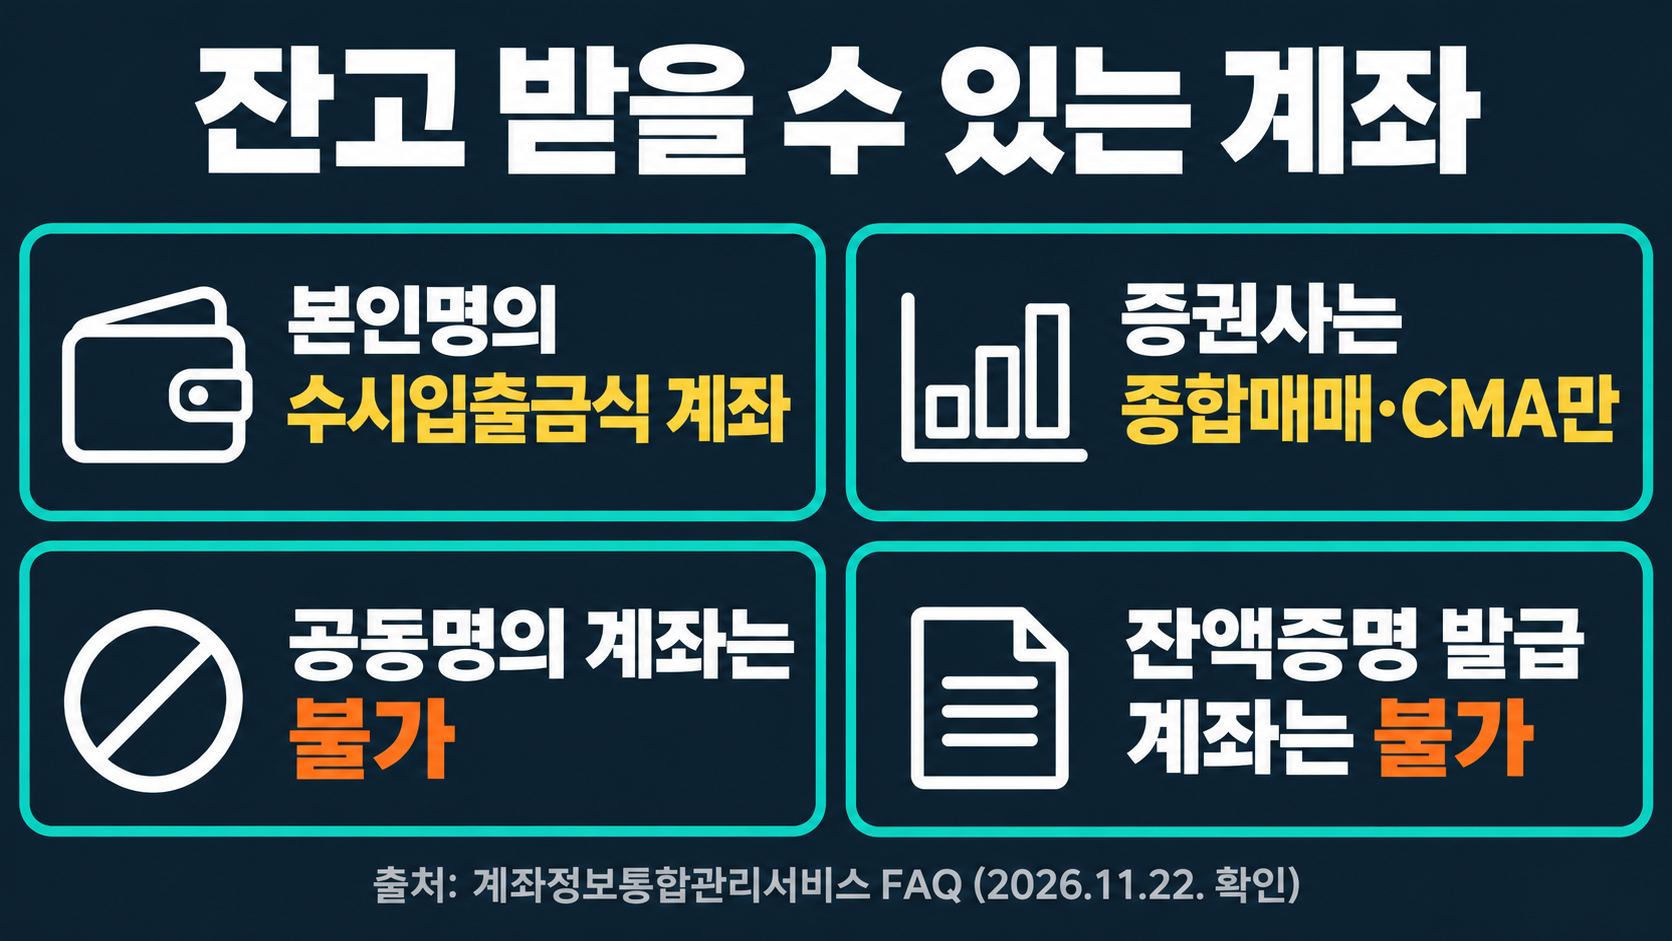 잔고 받을 수 있는 계좌
본인명의
수시입출금식 계좌
증권사는
종합매매·CMA만
공동명의 계좌는
불가
잔액증명 발급
계좌는 불가
출처: 계좌정보통합관리서비스 FAQ (2026.11.22. 확인)